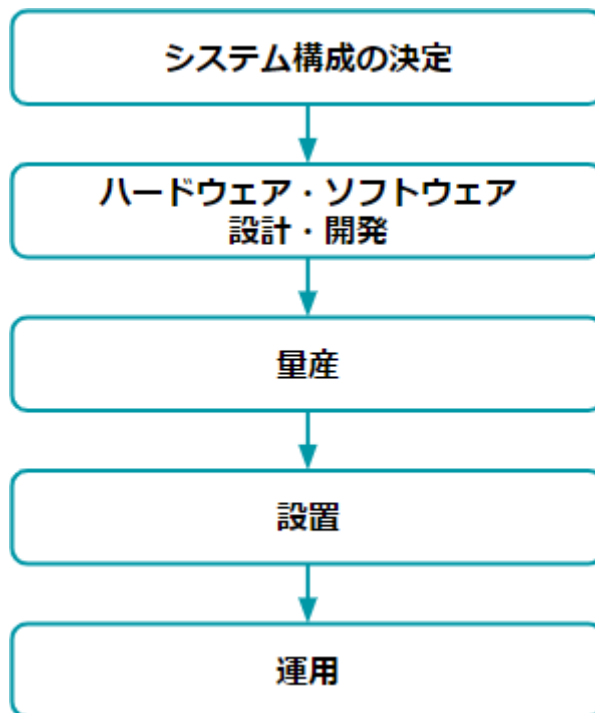 システム構成の決定
ハードウェア・ソフトウェア
設計・開発
量産
設置
運用